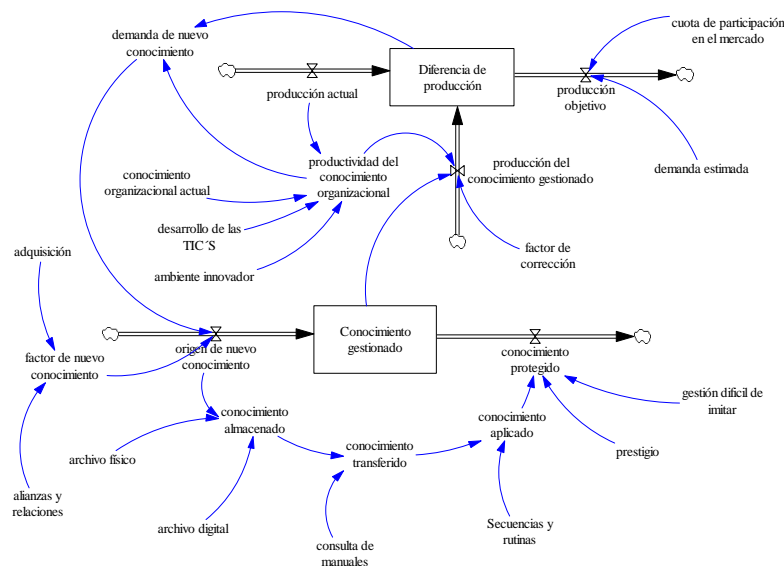 cuota de participación
en el mercado
demanda de nuevo
conocimiento
Diferencia de
producción
producción actual
producción
objetivo
productividad del
conocimiento
organizacional
producción del
conocimiento gestionado
demanda estimada
conocimiento
organizacional actual
desarrollo de las
TIC´S
ambiente innovador
factor de
corrección
adquisición
Conocimiento
gestionado
origen de nuevo
conocimiento
factor de nuevo
conocimiento
conocimiento
protegido
gestión dificil de
imitar
conocimiento
almacenado
conocimiento
aplicado
prestigio
archivo físico
conocimiento
transferido
alianzas y
relaciones
archivo digital
consulta de
manuales
Secuencias y
rutinas